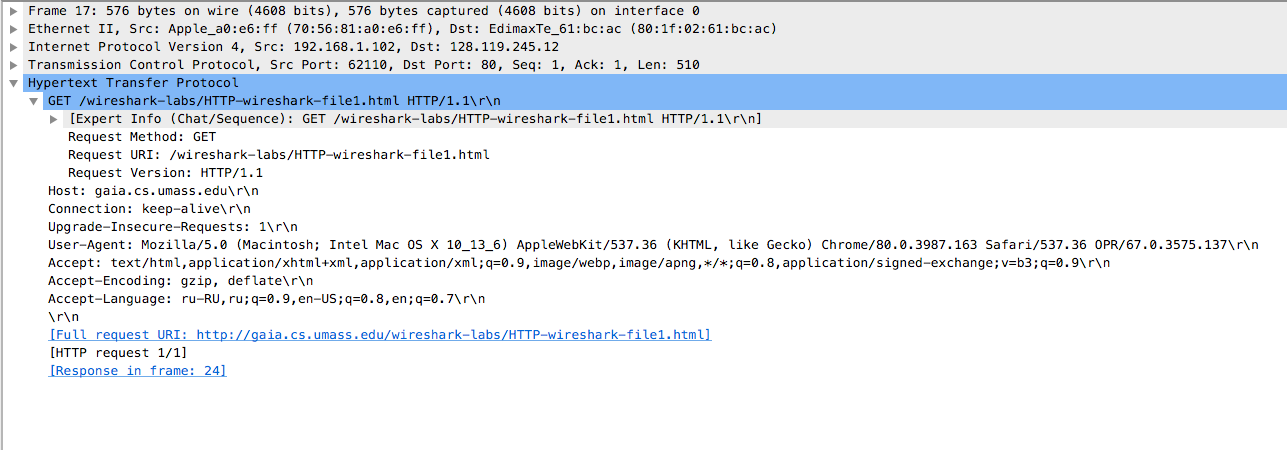 Frame 17: 576 bytes on wire (4608 bits), 576 bytes captured (4608 bits) on interface 0
Ethernet II, Src: Apple_a0:e6:ff (70:56:81:a0:e6:ff), Dst: EdimaxTe_61:bc:ac (80:1f:02:61:bc:ac)
Internet Protocol Version 4, Src: 192.168.1.102, Dst: 128.119.245.12
Transmission Control Protocol, Src Port: 62110, Dst Port: 80, Seq: 1, Ack: 1, Len: 510
Hypertext Transfer Protocol
GET /wireshark-labs/HTTP-wireshark-file1.html HTTP/1.1\r\n
[Expert Info (Chat/Sequence): GET /wireshark-labs/HTTP-wireshark-file1.html HTTP/1.1\r\n]
Request Method: GET
Request URI: /wireshark-labs/HTTP-wireshark-file1.html
Request Version: HTTP/1.1
Host: gaia.cs.umass.edu\r\n
Connection: keep-alive\r\n
Upgrade-Insecure-Requests: 1\r\n
User-Agent: Mozilla/5.0 (Macintosh; Intel Mac OS X 10_13_6) AppleWebKit/537.36 (KHTML, like Gecko) Chrome/80.0.3987.163 Safari/537.36 OPR/67.0.3575.137\r\n
Accept: text/html,application/xhtml+xml,application/xml;q=0.9,image/webp,image/apng,*/*;q=0.8,application/signed-exchange;v=b3;q=0.9\r\n
Accept-Encoding: gzip, deflate\r\n
Accept-Language: ru-RU,ru;q=0.9,en-US;q=0.8,en;q=0.7\r\n
\r\n
[Full request URI: http://gaia.cs.umass.edu/wireshark-labs/HTTP-wireshark-file1.html]
[HTTP request 1/1]
[Response in frame: 24]